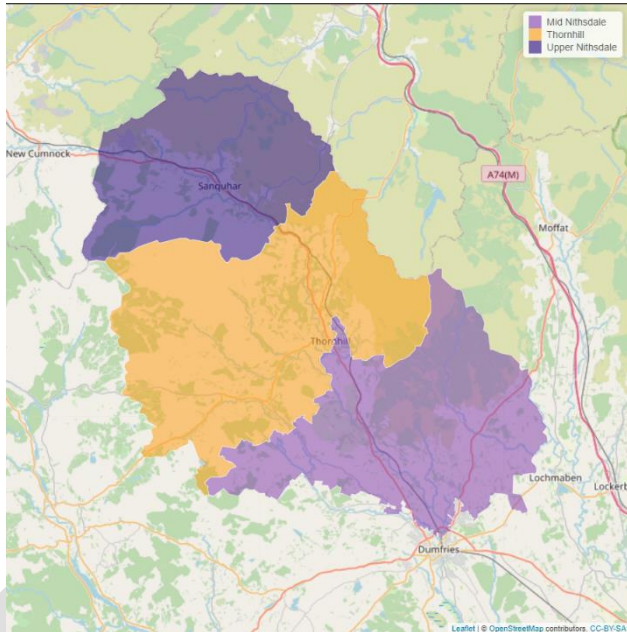 Mid Nithsdale
Thornhill
Upper Nithsdale
New Cumnock
Sanquhar
A74(M)
Moffat
Thornhill
Lochmaben
Lockerb
Dumfries
Leaflet | © OpenStreetMap contributors, CC-BY-SA